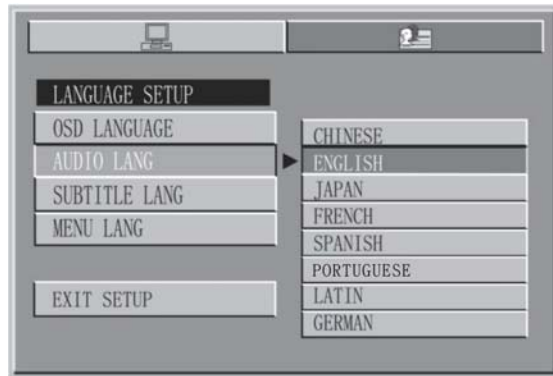 LANGUAGE SETUP
OSD LANGUAGE
AUDIO LANG
SUBTITLE LANG
MENU LANG
EXIT SETUP
CHINESE
ENGLISH
JAPAN
FRENCH
SPANISH
PORTUGUESE
LATIN
GERMAN